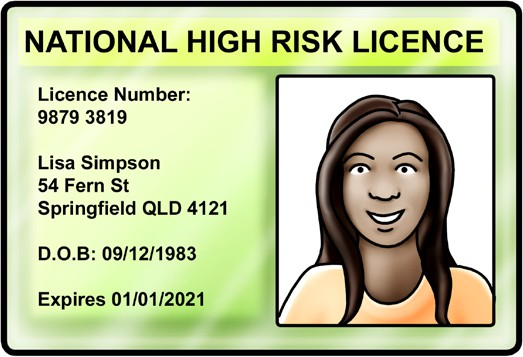 NATIONAL HIGH RISK LICENCE
Licence Number:
9879 3819
Lisa Simpson
54 Fern St
Springfield QLD 4121
D.O.B: 09/12/1983
Expires 01/01/2021